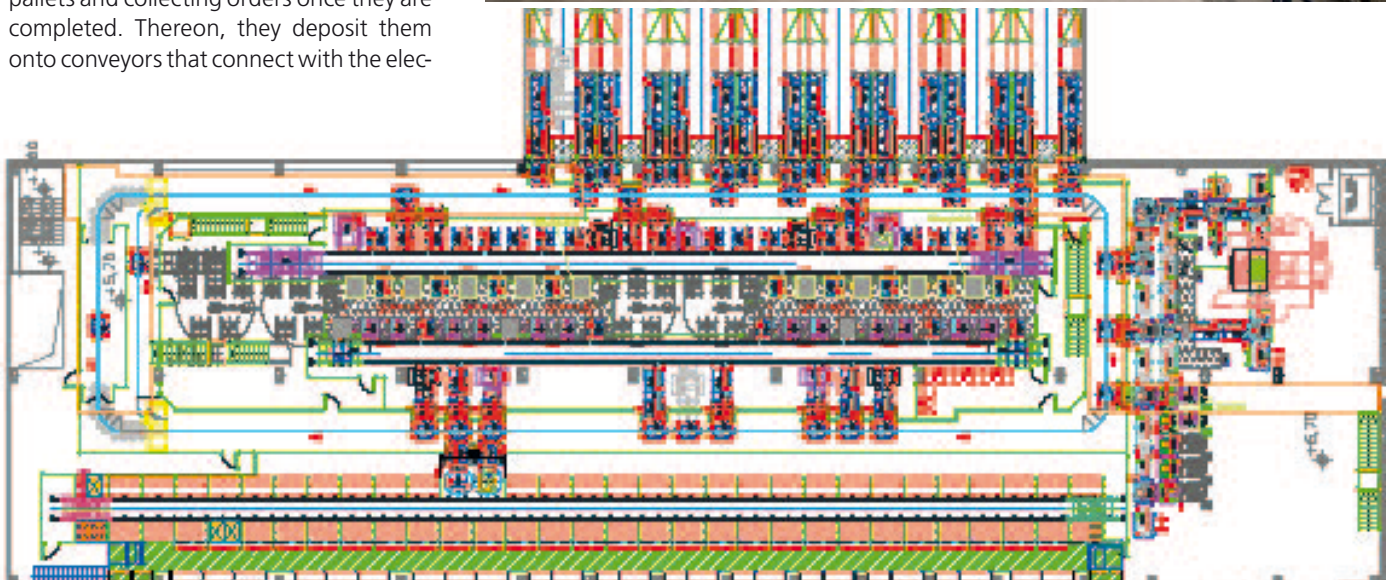 pallets and collecting orders once they are
completed. Thereon, they deposit them
onto conveyors that connect with the elec-
+5,70
+6,70